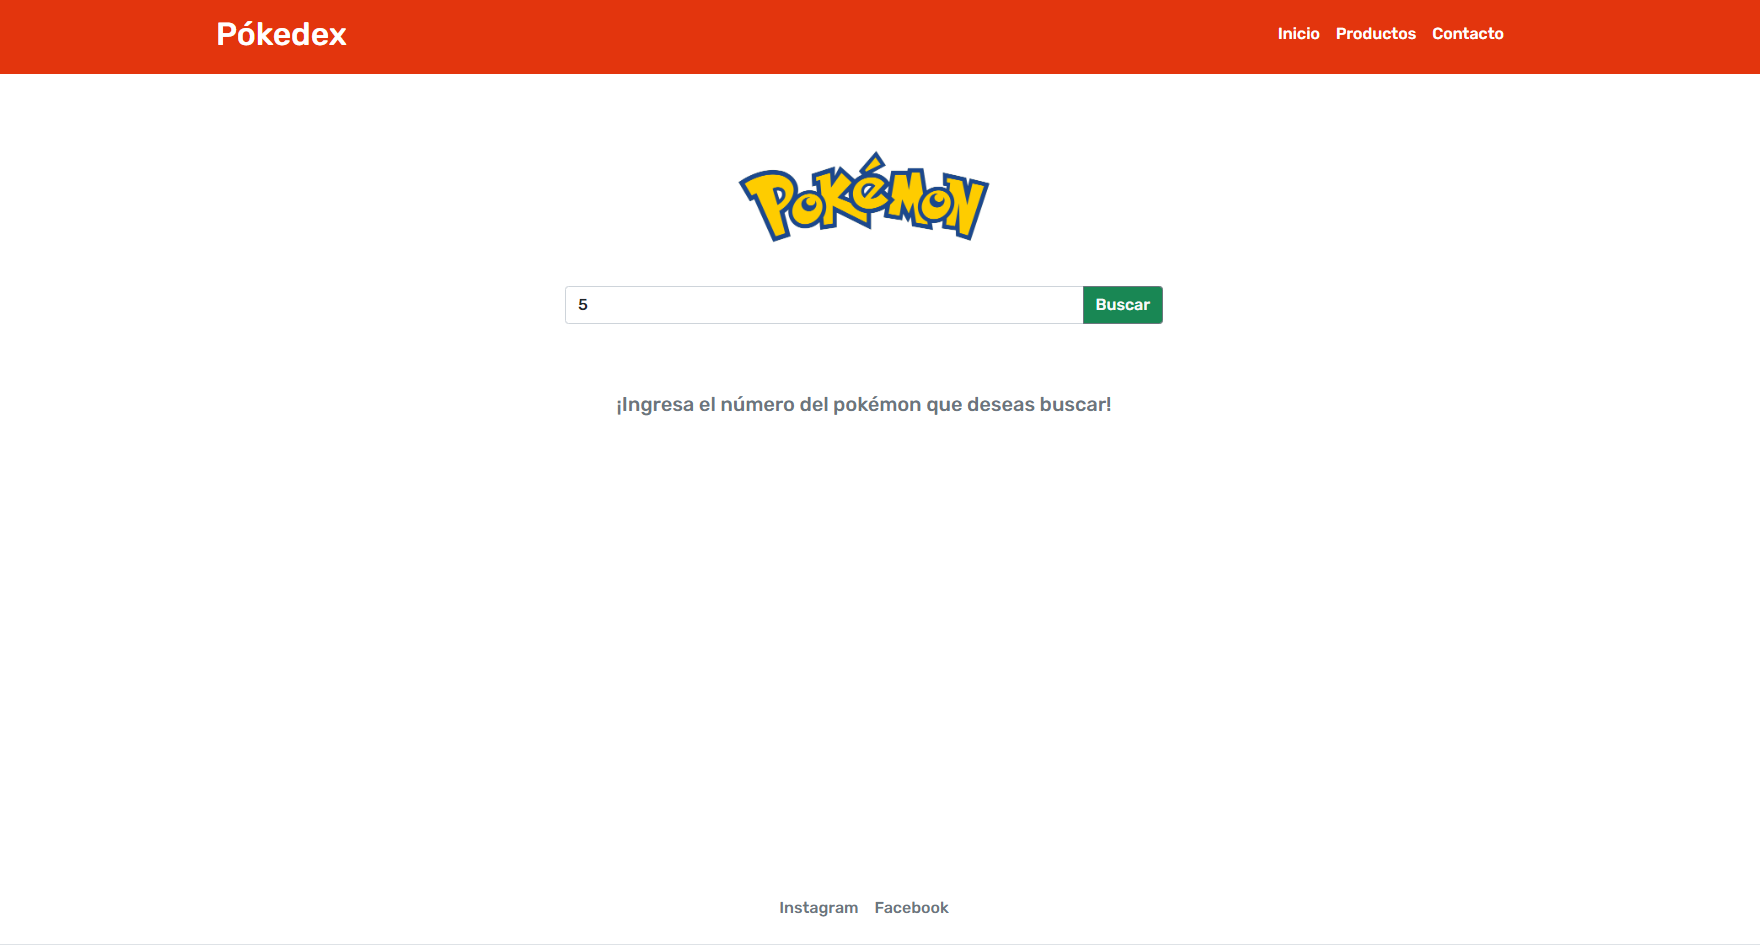 Pókedex
Inicio Productos Contacto
Pokémon
5
Buscar
¡Ingresa el número del pokémon que deseas buscar!
Instagram Facebook